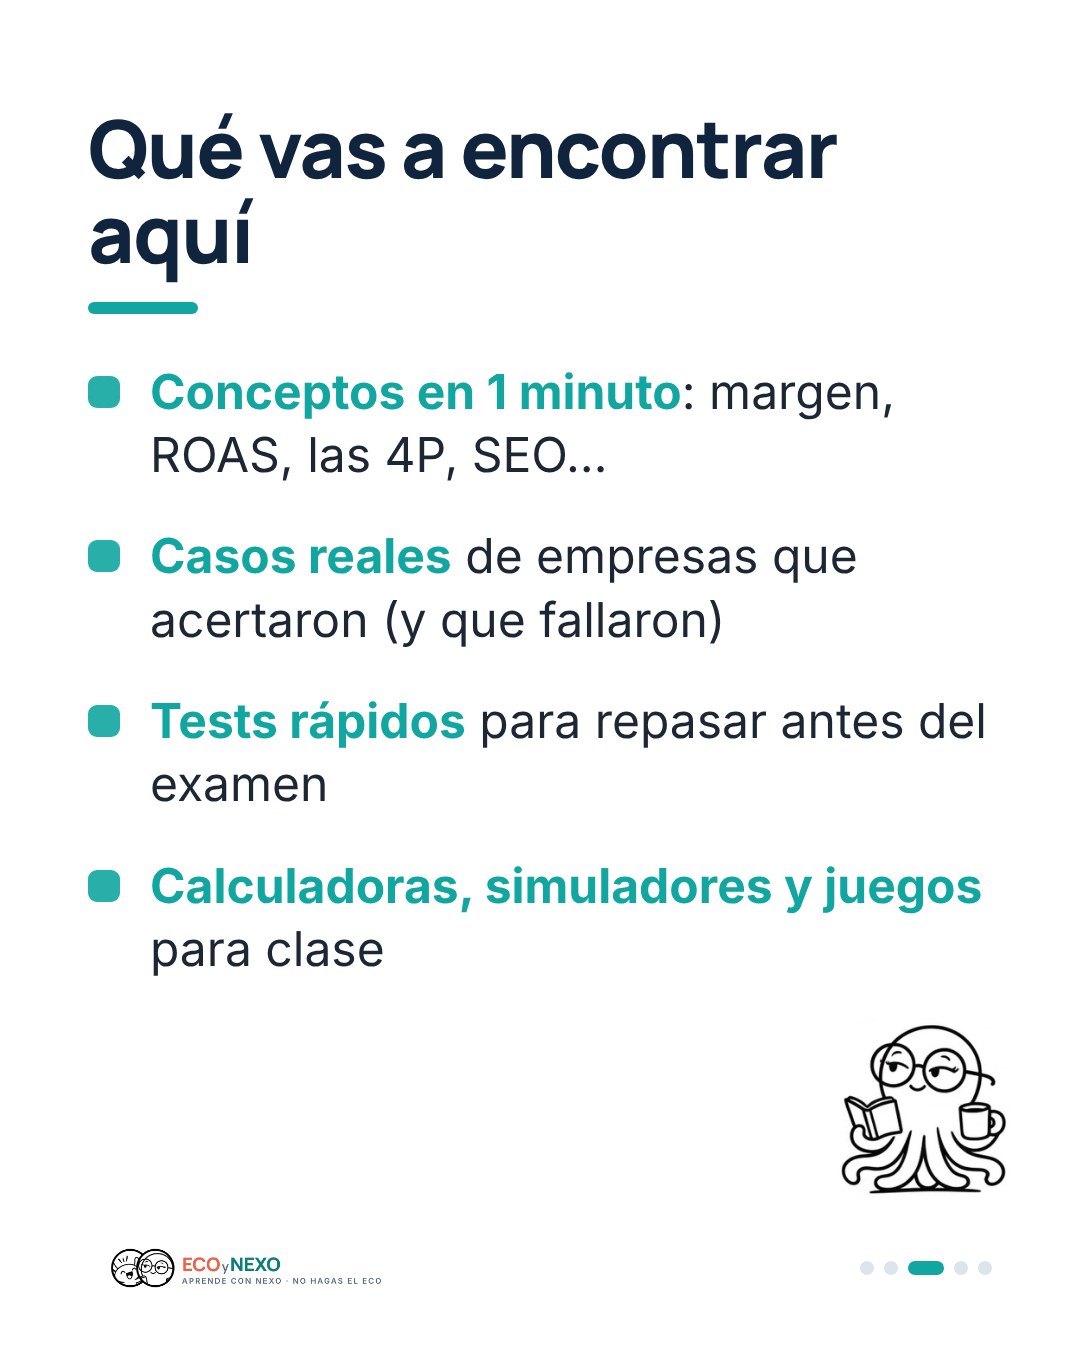 Qué vas a encontrar
aquí
Conceptos en 1 minuto: margen,
ROAS, las 4P, SEO...
Casos reales de empresas que
acertaron (y que fallaron)
Tests rápidos para repasar antes del
examen
Calculadoras, simuladores y juegos
para clase
ECO y NEXO
APRENDE CON NEXO · NO HAGAS EL ECO